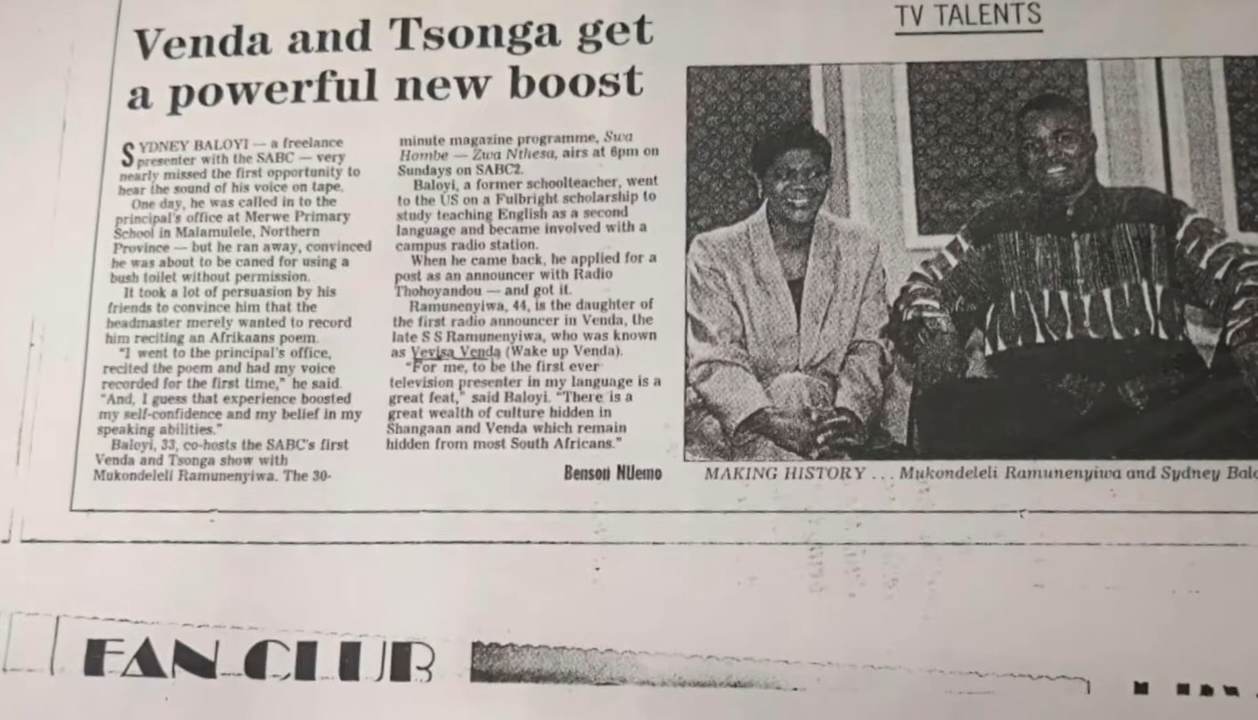 Venda and Tsonga get
a powerful new boost
SYDNEY BALOYI — a freelance
presenter with the SABC — very
nearly missed the first opportunity to
hear the sound of his voice on tape.
One day, he was called in to the
principal's office at Merwe Primary
School in Malamulele, Northern
Province — but he ran away, convinced
he was about to be caned for using a
bush toilet without permission.
It took a lot of persuasion by his
friends to convince him that the
headmaster merely wanted to record
him reciting an Afrikaans poem.
"I went to the principal's office,
recited the poem and had my voice
recorded for the first time," he said.
"And, I guess that experience boosted
my self-confidence and my belief in my
speaking abilities."
Baloyi, 33, co-hosts the SABC's first
Venda and Tsonga show with
Mukondeleli Ramunenyiwa. The 30-
minute magazine programme, Swa
Hombe — Zwa Nthesa, airs at 6pm on
Sundays on SABC2.
Baloyi, a former schoolteacher, went
to the US on a Fulbright scholarship to
study teaching English as a second
language and became involved with a
campus radio station.
When he came back, he applied for a
post as an announcer with Radio
Thohoyandou — and got it.
Ramunenyiwa, 44, is the daughter of
the first radio announcer in Venda, the
late S S Ramunenyiwa, who was known
as Vevisa Venda (Wake up Venda).
"For me, to be the first ever
television presenter in my language is a
great feat," said Baloyi. "There is a
great wealth of culture hidden in
Shangaan and Venda which remain
hidden from most South Africans."
Benson
TV TALENTS
MAKING HISTORY ... Mukondeleli Ramunenyiwa and Sydney
FAN CLUB